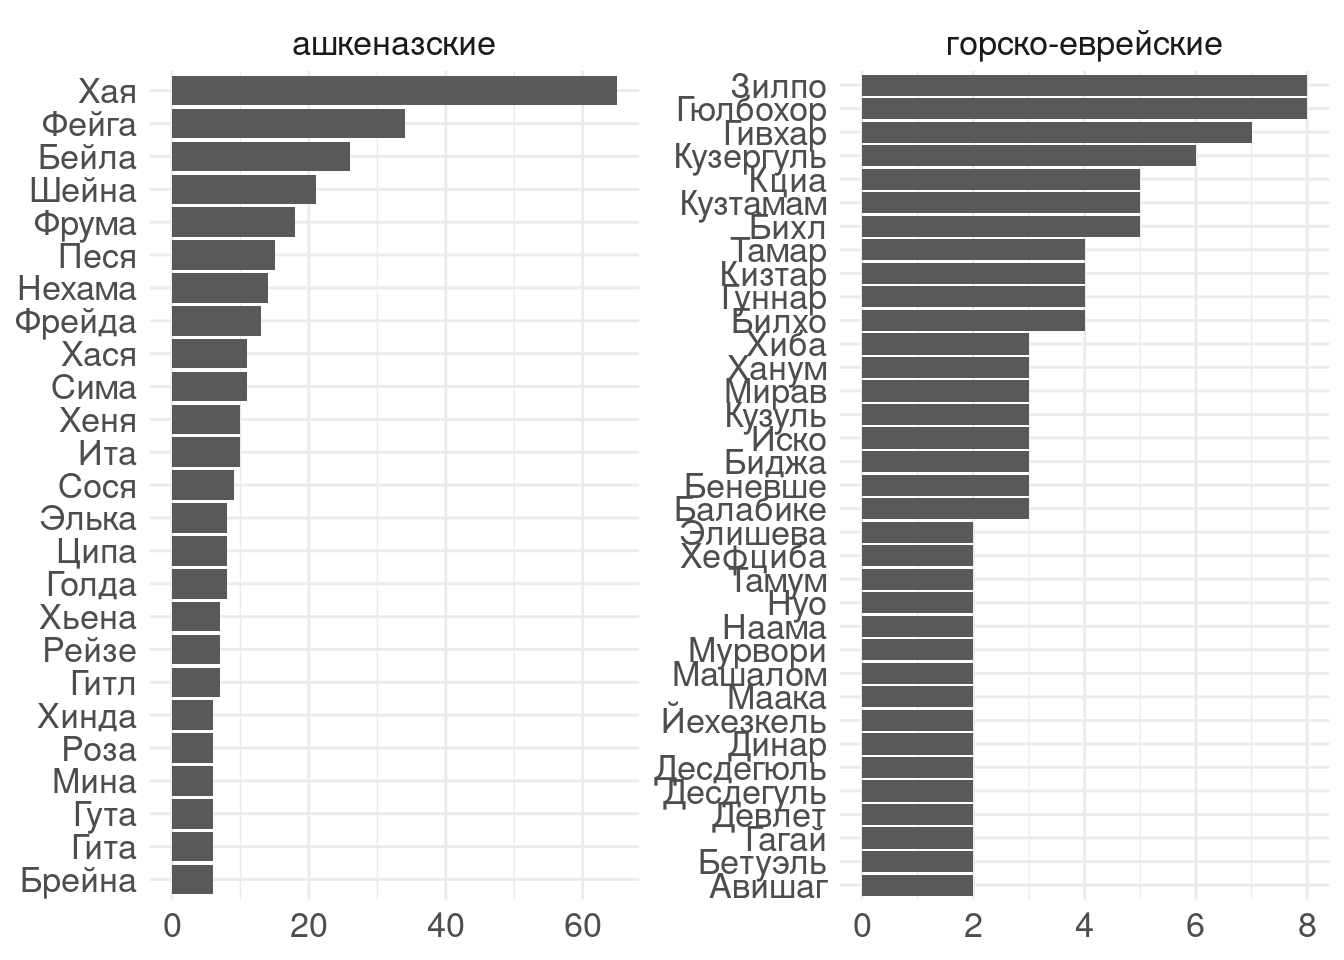 ашкеназские
Хая
Фейга
Бейла
Шейна
Фрума
Песя
Нехама
Фрейда
Хася
Сима
Хеня
Ита
Сося
Элька
Ципа
Голда
Хьена
Рейзе
Гитл
Хинда
Роза
Мина
Гута
Гита
Брейна
0 20 40 60
горско-еврейские
Зилпо
Гюлбохор
Гивхар
Кузергуль
Кциа
Кузтамам
Бихл
Тамар
Кизтар
Гуннар
Билхо
Хиба
Ханум
Мирав
Кузуль
Иско
Биджа
Беневше
Балабике
Элишева
Хефциба
Тамум
Нуо
Наама
Мурвори
Машалом
Маака
Йехезкель
Динар
Десдегюль
Десдегуль
Девлет
Гагай
Бетуэль
Авишаг
0 2 4 6 8